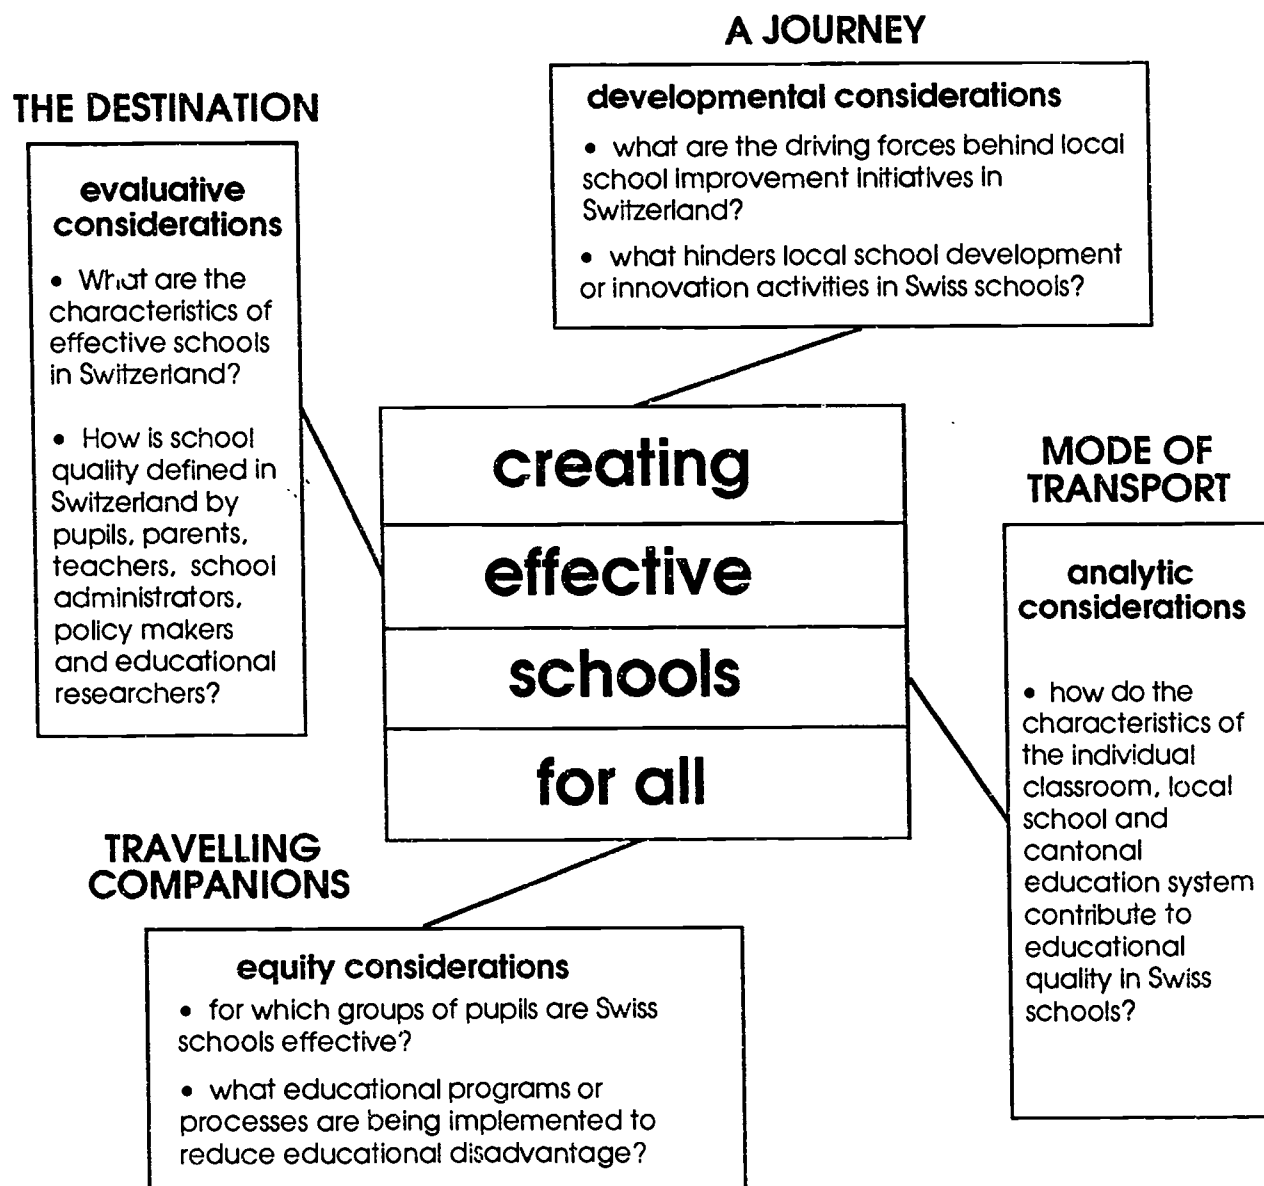 A JOURNEY
developmental considerations
• what are the driving forces behind local
school improvement initiatives in
Switzerland?
• what hinders local school development
or innovation activities in Swiss schools?
THE DESTINATION
evaluative
considerations
• What are the
characteristics of
effective schools
in Switzerland?
• How is school
quality defined in
Switzerland by
pupils, parents,
teachers, school
administrators,
policy makers
and educational
researchers?
creating
effective
schools
for all
MODE OF
TRANSPORT
analytic
considerations
• how do the
characteristics of
the individual
classroom, local
school and
cantonal
education system
contribute to
educational
quality in Swiss
schools?
TRAVELLING
COMPANIONS
equity considerations
• for which groups of pupils are Swiss
schools effective?
• what educational programs or
processes are being implemented to
reduce educational disadvantage?